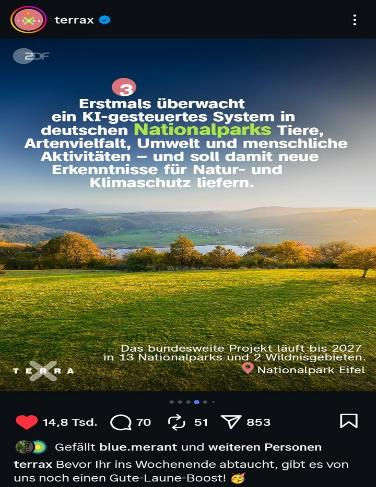 terrax
ZDF
3
Erstmals überwacht
ein KI-gesteuertes System in
deutschen Nationalparks Tiere,
Artenvielfalt, Umwelt und menschliche
Aktivitäten – und soll damit neue
Erkenntnisse für Natur- und
Klimaschutz liefern.
Das bundesweite Projekt läuft bis 2027
in 13 Nationalparks und 2 Wildnisgebieten.
Nationalpark Eifel
TERRA X
14,8 Tsd. 70 51 853
Gefällt blue.merant und weiteren Personen
terrax Bevor Ihr ins Wochenende abtaucht, gibt es von
uns noch einen Gute-Laune-Boost! 🥳